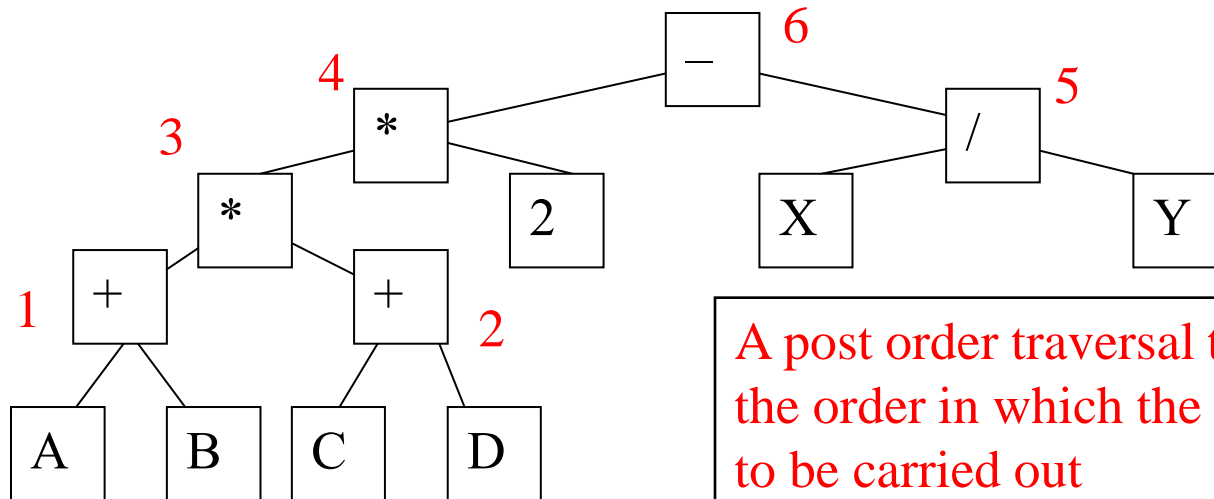 – 6
4 * / 5
3 * 2 X Y
1 + + 2
A B C D
A post order traversal
the order in which the
to be carried out